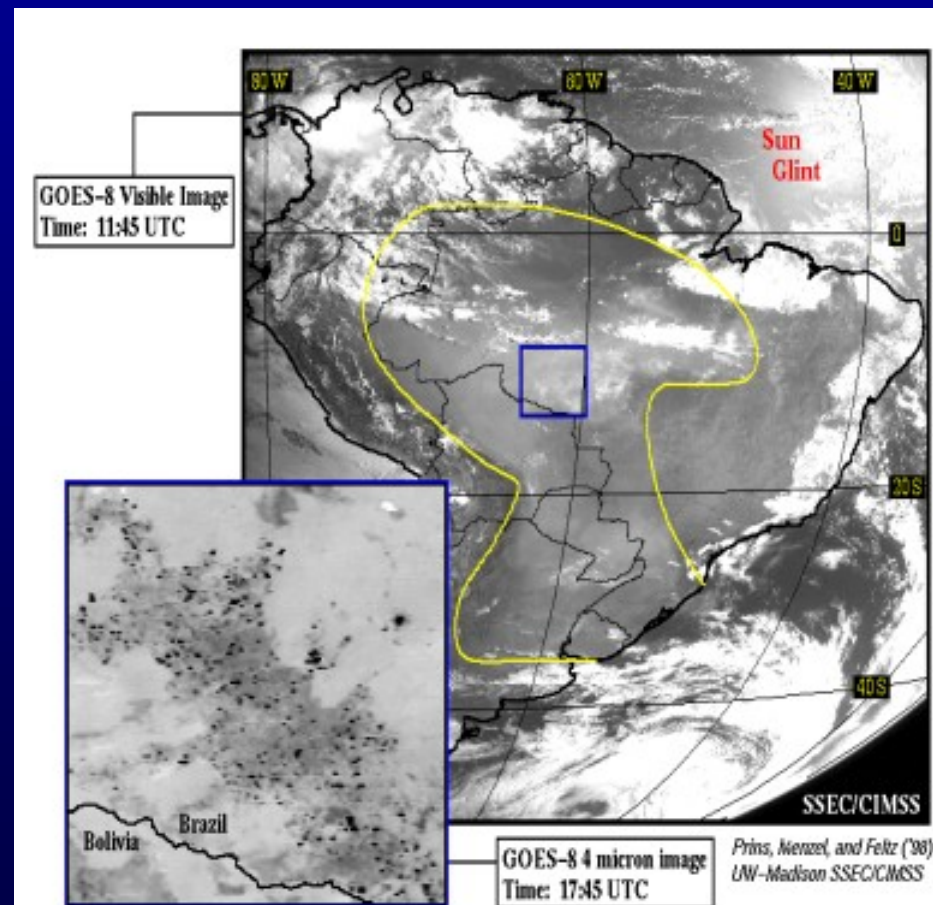 80 W
60 W
40 W
Sun
Glint
GOES-8 Visible Image
Time: 11:45 UTC
0
20 S
40 S
SSEC/CIMSS
Bolivia
Brazil
GOES-8 4 micron image
Time: 17:45 UTC
Prins, Menzel, and Feltz ('98)
UW-Madison SSEC/CIMSS